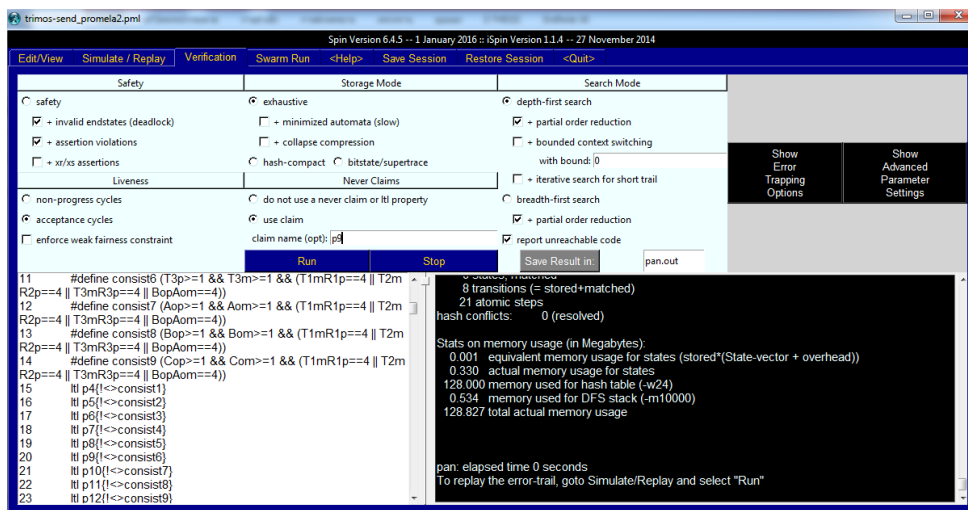 trimos-send_promela2.pml
Spin Version 6.4.5 -- 1 January 2016 :: iSpin Version 1.1.4 -- 27 November 2014
Edit/View Simulate / Replay Verification Swarm Run <Help> Save Session Restore Session <Quit>
Safety
safety
+ invalid endstates (deadlock)
+ assertion violations
+ xr/xs assertions
Liveness
non-progress cycles
acceptance cycles
enforce weak fairness constraint
Storage Mode
exhaustive
+ minimized automata (slow)
+ collapse compression
hash-compact bitstate/supertrace
Never Claims
do not use a never claim or ltl property
use claim
claim name (opt): p9
Search Mode
depth-first search
+ partial order reduction
+ bounded context switching
with bound: 0
+ iterative search for short trail
breadth-first search
+ partial order reduction
report unreachable code
Run Stop Save Result in: pan.out
Show
Error
Trapping
Options
Show
Advanced
Parameter
Settings
11 #define consist6 (T3p>=1 && T3m>=1 && (T1mR1p==4 || T2m
R2p==4 || T3mR3p==4 || BopAom==4))
12 #define consist7 (Aop>=1 && Aom>=1 && (T1mR1p==4 || T2m
R2p==4 || T3mR3p==4 || BopAom==4))
13 #define consist8 (Bop>=1 && Bom>=1 && (T1mR1p==4 || T2m
R2p==4 || T3mR3p==4 || BopAom==4))
14 #define consist9 (Cop>=1 && Com>=1 && (T1mR1p==4 || T2m
R2p==4 || T3mR3p==4 || BopAom==4))
15 ltl p4{!<>consist1}
16 ltl p5{!<>consist2}
17 ltl p6{!<>consist3}
18 ltl p7{!<>consist4}
19 ltl p8{!<>consist5}
20 ltl p9{!<>consist6}
21 ltl p10{!<>consist7}
22 ltl p11{!<>consist8}
23 ltl p12{!<>consist9}
states, matched
8 transitions (= stored+matched)
21 atomic steps
hash conflicts: 0 (resolved)
Stats on memory usage (in Megabytes):
0.001 equivalent memory usage for states (stored*(State-vector + overhead))
0.330 actual memory usage for states
128.000 memory used for hash table (-w24)
0.534 memory used for DFS stack (-m10000)
128.827 total actual memory usage
pan: elapsed time 0 seconds
To replay the error-trail, goto Simulate/Replay and select "Run"